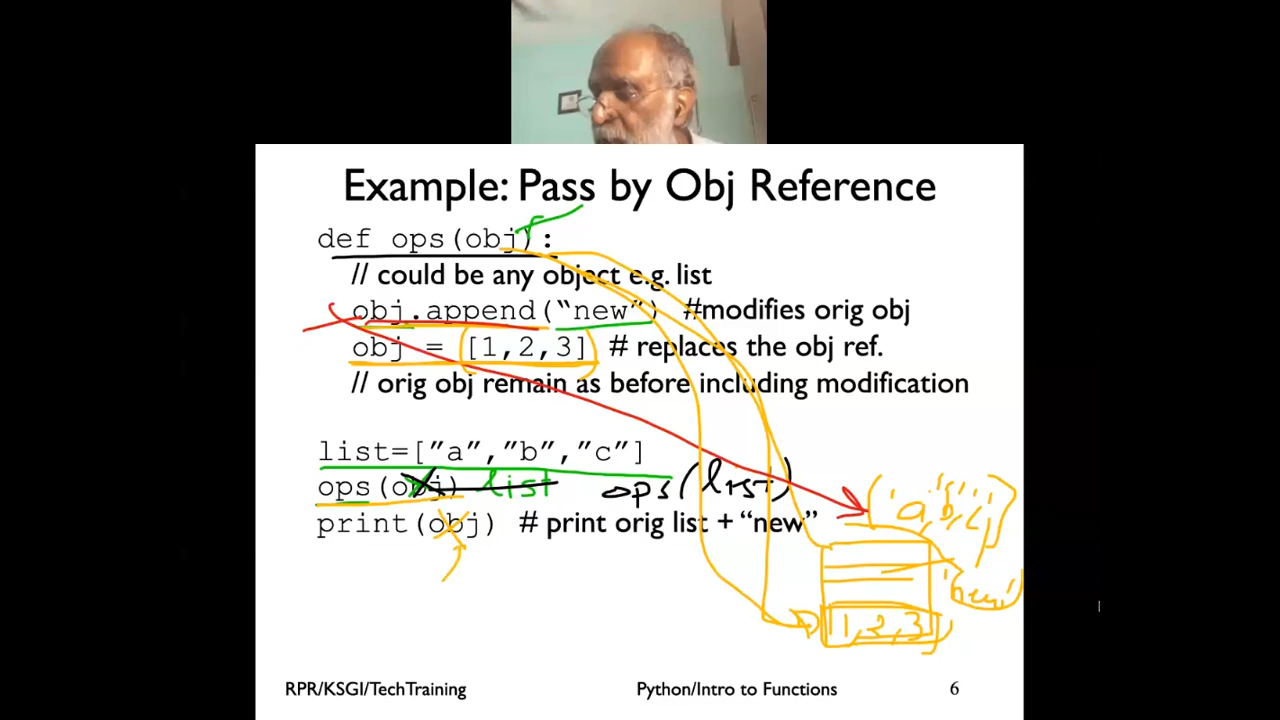 Example: Pass by Obj Reference
def ops(obj):
// could be any object e.g. list
obj.append(“new”) #modifies orig obj
obj = [1,2,3] # replaces the obj ref.
// orig obj remain as before including modification
list=[”a”,”b”,”c”]
ops(obj) list ops(list)
print(obj) # print orig list + “new”
['a,'b,'c,']
'new'
1,2,3]
RPR/KSGI/TechTraining Python/Intro to Functions 6